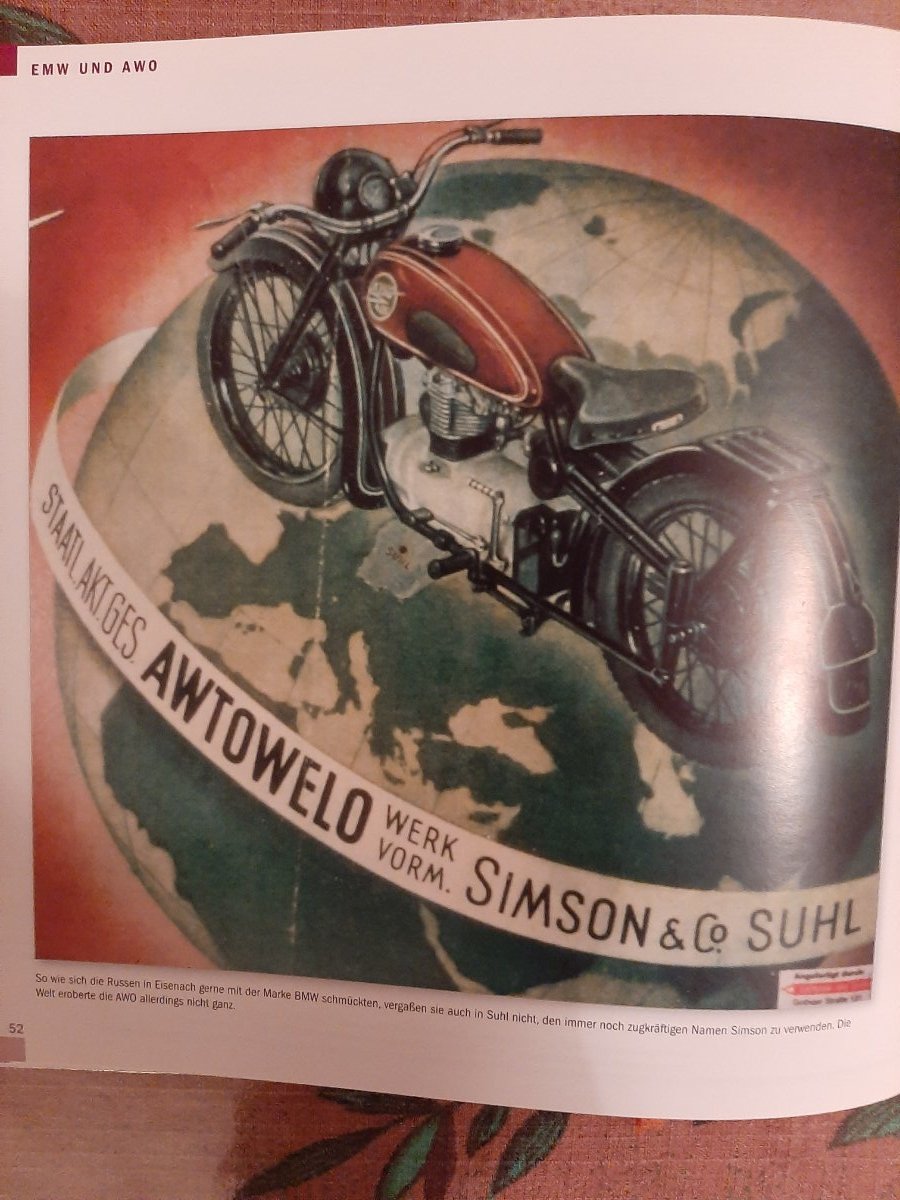 EMW UND AWO
SUHL
STAATL. AKT. GES. AWTOWELO WERK VORM. SIMSON & Co SUHL
So wie sich die Russen in Eisenach gerne mit der Marke BMW schmückten, vergaßen sie auch in Suhl nicht, den immer noch zugkräftigen Namen Simson zu verwenden. Die
Welt eroberte die AWO allerdings nicht ganz.
52